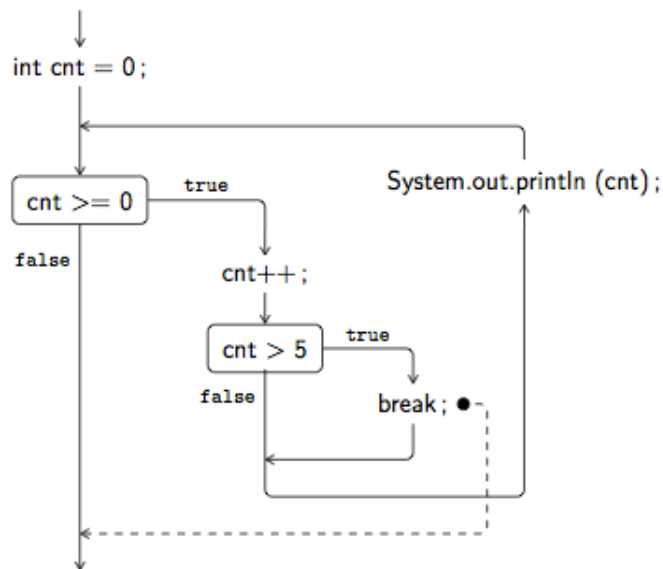 int cnt = 0;
cnt >= 0
true
System.out.println (cnt);
false
cnt++;
cnt > 5
true
false
break;